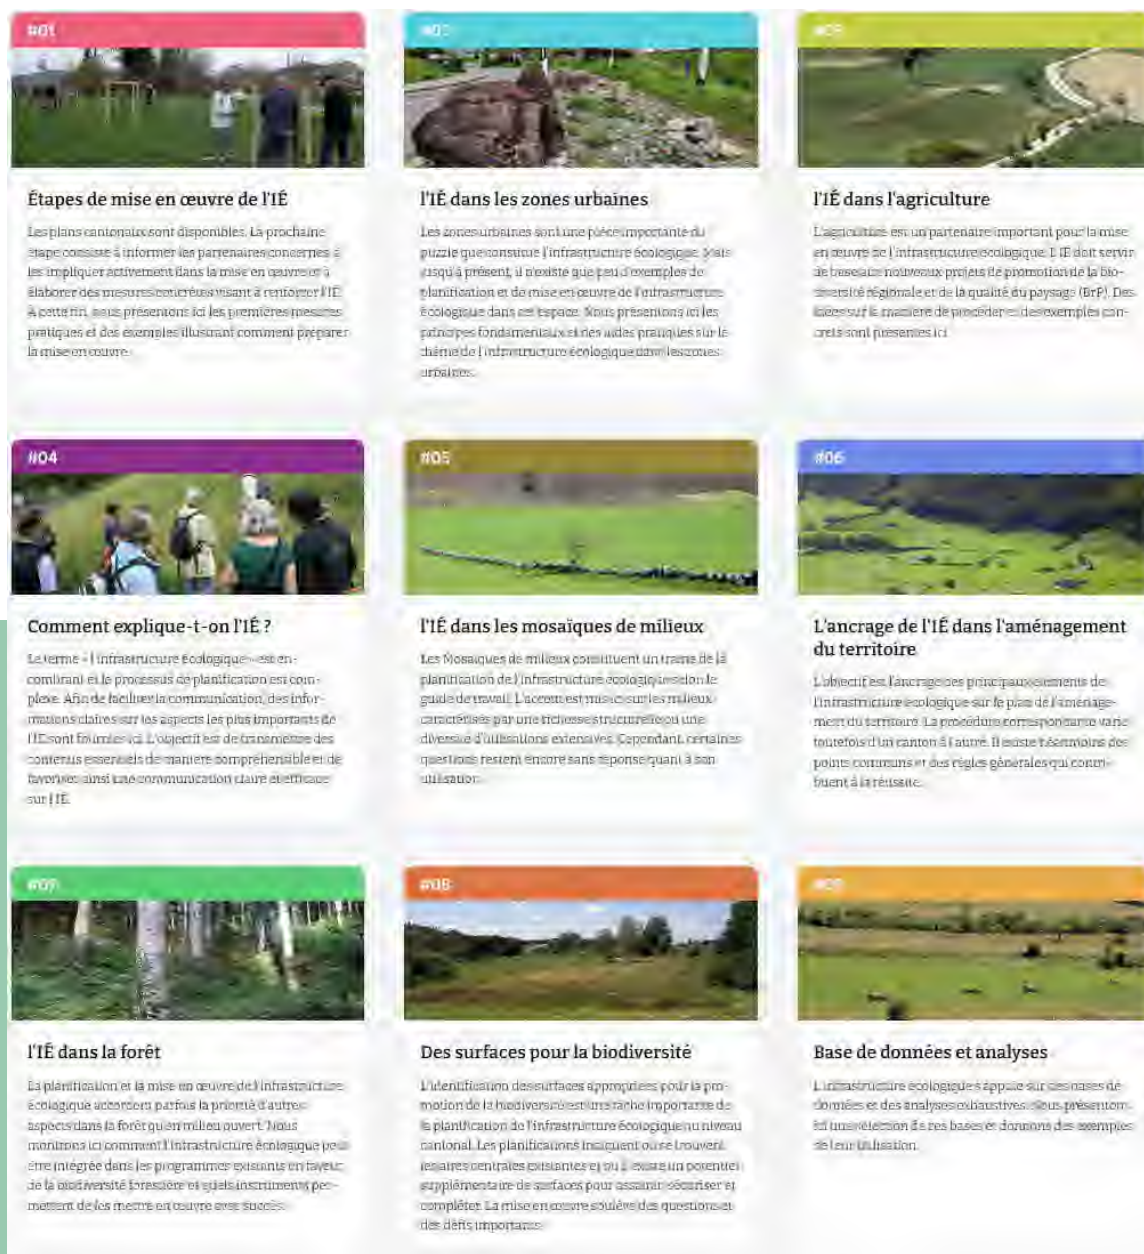 #01
Étapes de mise en œuvre de l'IÉ
Les plans cantonaux sont disponibles. La prochaine
étape consiste à informer les partenaires concernés, à
les impliquer activement dans la mise en œuvre et à
élaborer des mesures concrètes visant à renforcer l'IÉ.
A cette fin, nous présentons ici les premières mesures
pratiques et des exemples illustrant comment préparer
la mise en œuvre.
#02
l'IÉ dans les zones urbaines
Les zones urbaines sont une pièce importante du
puzzle que constitue l'infrastructure écologique. Mais
jusqu'à présent, il n'existe que peu d'exemples de
planification et de mise en œuvre de l'infrastructure
écologique dans cet espace. Nous présentons ici les
principes fondamentaux et des aides pratiques sur le
thème de l'infrastructure écologique dans les zones
urbaines.
#03
l'IÉ dans l'agriculture
L'agriculture est un partenaire important pour la mise
en œuvre de l'infrastructure écologique. L'IÉ doit servir
de base aux nouveaux projets de promotion de la bio-
diversité régionale et de la qualité du paysage (BrP). Des
idées sur la manière de procéder et des exemples con-
crets sont présentés ici.
#04
Comment explique-t-on l'IÉ ?
Le terme « l'infrastructure écologique » est en-
combrant et le processus de planification est com-
plexe. Afin de faciliter la communication, des infor-
mations claires sur les aspects les plus importants de
l'IÉ sont fournies ici. L'objectif est de transmettre des
contenus essentiels de manière compréhensible et de
favoriser ainsi une communication claire et efficace
sur l'IÉ.
#05
l'IÉ dans les mosaïques de milieux
Les Mosaïques de milieux constituent un trame de la
planification de l'infrastructure écologique selon le
guide de travail. L'accent est mis ici sur les milieux
caractérisés par une richesse structurelle ou une
diversité d'utilisations extensives. Cependant, certaines
questions restent encore sans réponse quant à son
utilisation.
#06
L'ancrage de l'IÉ dans l'aménagement
du territoire
L'objectif est l'ancrage des principaux éléments de
l'infrastructure écologique sur le plan de l'aménage-
ment du territoire. La procédure correspondante varie
toutefois d'un canton à l'autre. Il existe néanmoins des
points communs et des règles générales qui contri-
buent à la réussite.
#07
l'IÉ dans la forêt
La planification et la mise en œuvre de l'infrastructure
écologique accordent parfois la priorité à d'autres
aspects dans la forêt qu'en milieu ouvert. Nous
montrons ici comment l'infrastructure écologique peut
être intégrée dans les programmes existants en faveur
de la biodiversité forestière et quels instruments per-
mettent de les mettre en œuvre avec succès.
#08
Des surfaces pour la biodiversité
L'identification des surfaces appropriées pour la pro-
motion de la biodiversité est une tâche importante de
la planification de l'infrastructure écologique au niveau
cantonal. Les planifications indiquent où se trouvent
les aires centrales existantes et où il existe un potentiel
supplémentaire de surfaces pour assainir, sécuriser et
compléter. La mise en œuvre soulève des questions et
des défis importants.
#09
Base de données et analyses
L'infrastructure écologique s'appuie sur des bases de
données et des analyses exhaustives. Nous présentons
ici une sélection de ces bases et donnons des exemples
de leur utilisation.